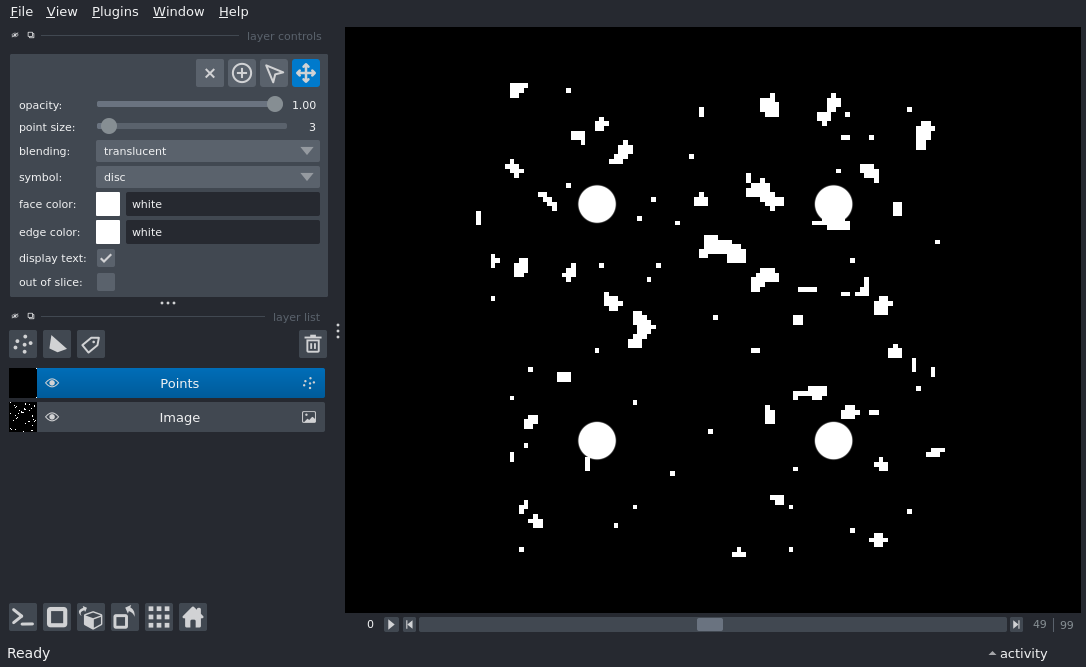 File View Plugins Window Help
layer controls
opacity: 1.00
point size: 3
blending: translucent
symbol: disc
face color: white
edge color: white
display text:
out of slice:
layer list
Points
Image
0 49 99
Ready activity